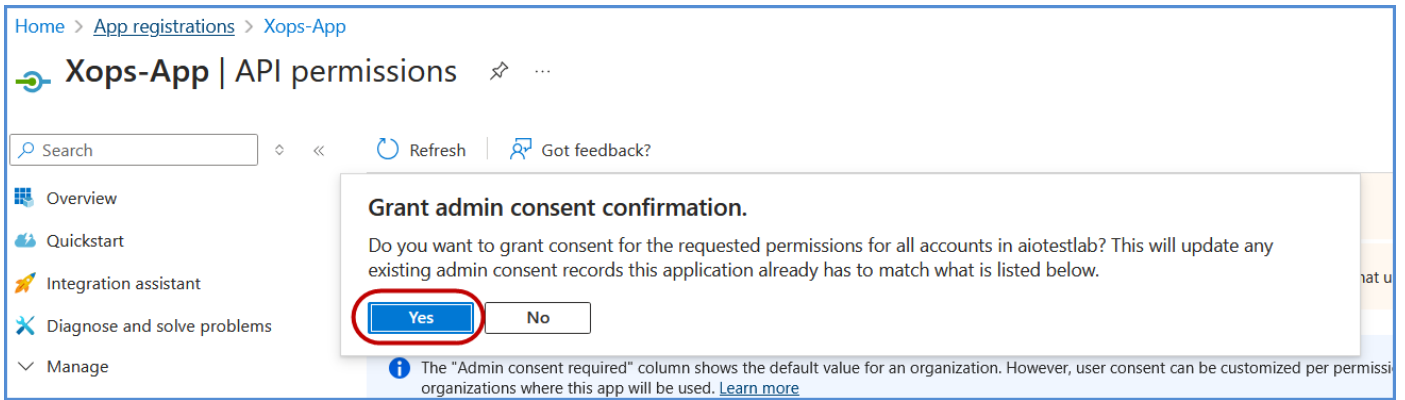 Home > App registrations > Xops-App
Xops-App | API permissions
Search
Refresh
Got feedback?
Overview
Quickstart
Integration assistant
Diagnose and solve problems
Manage
Grant admin consent confirmation.
Do you want to grant consent for the requested permissions for all accounts in aiotestlab? This will update any
existing admin consent records this application already has to match what is listed below.
Yes
No
The "Admin consent required" column shows the default value for an organization. However, user consent can be customized per
organizations where this app will be used. Learn more